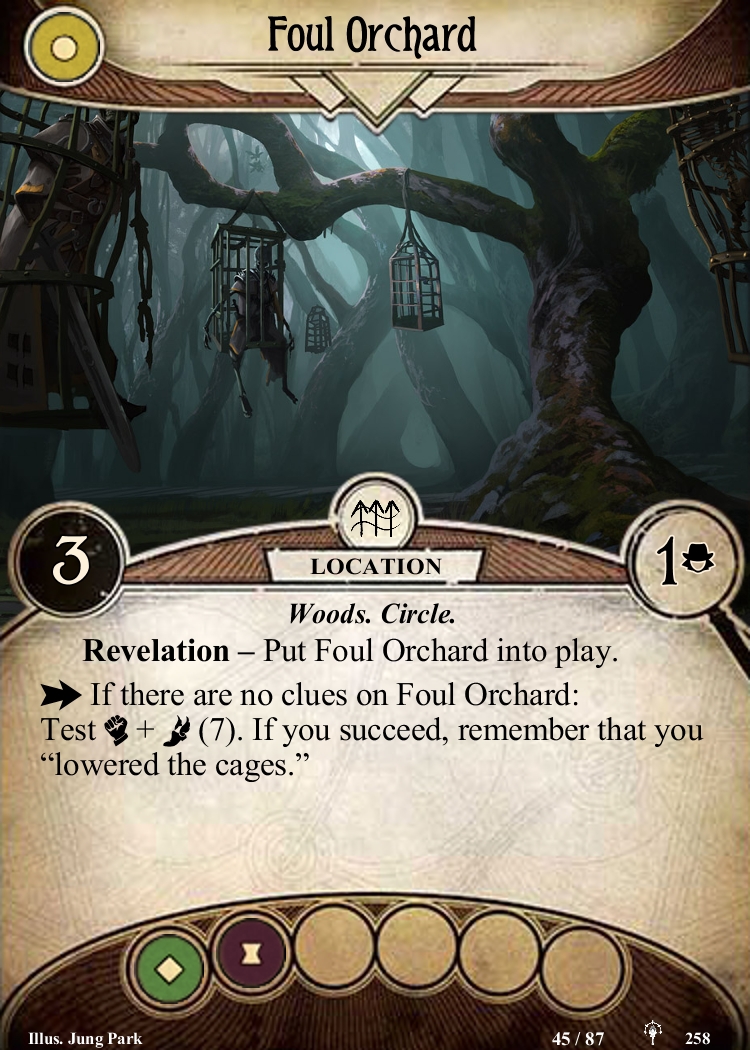 Foul Orchard
3
LOCATION
1
Woods. Circle.
Revelation – Put Foul Orchard into play.
If there are no clues on Foul Orchard:
Test + (7). If you succeed, remember that you
“lowered the cages.”
Illus. Jung Park
45 / 87
258